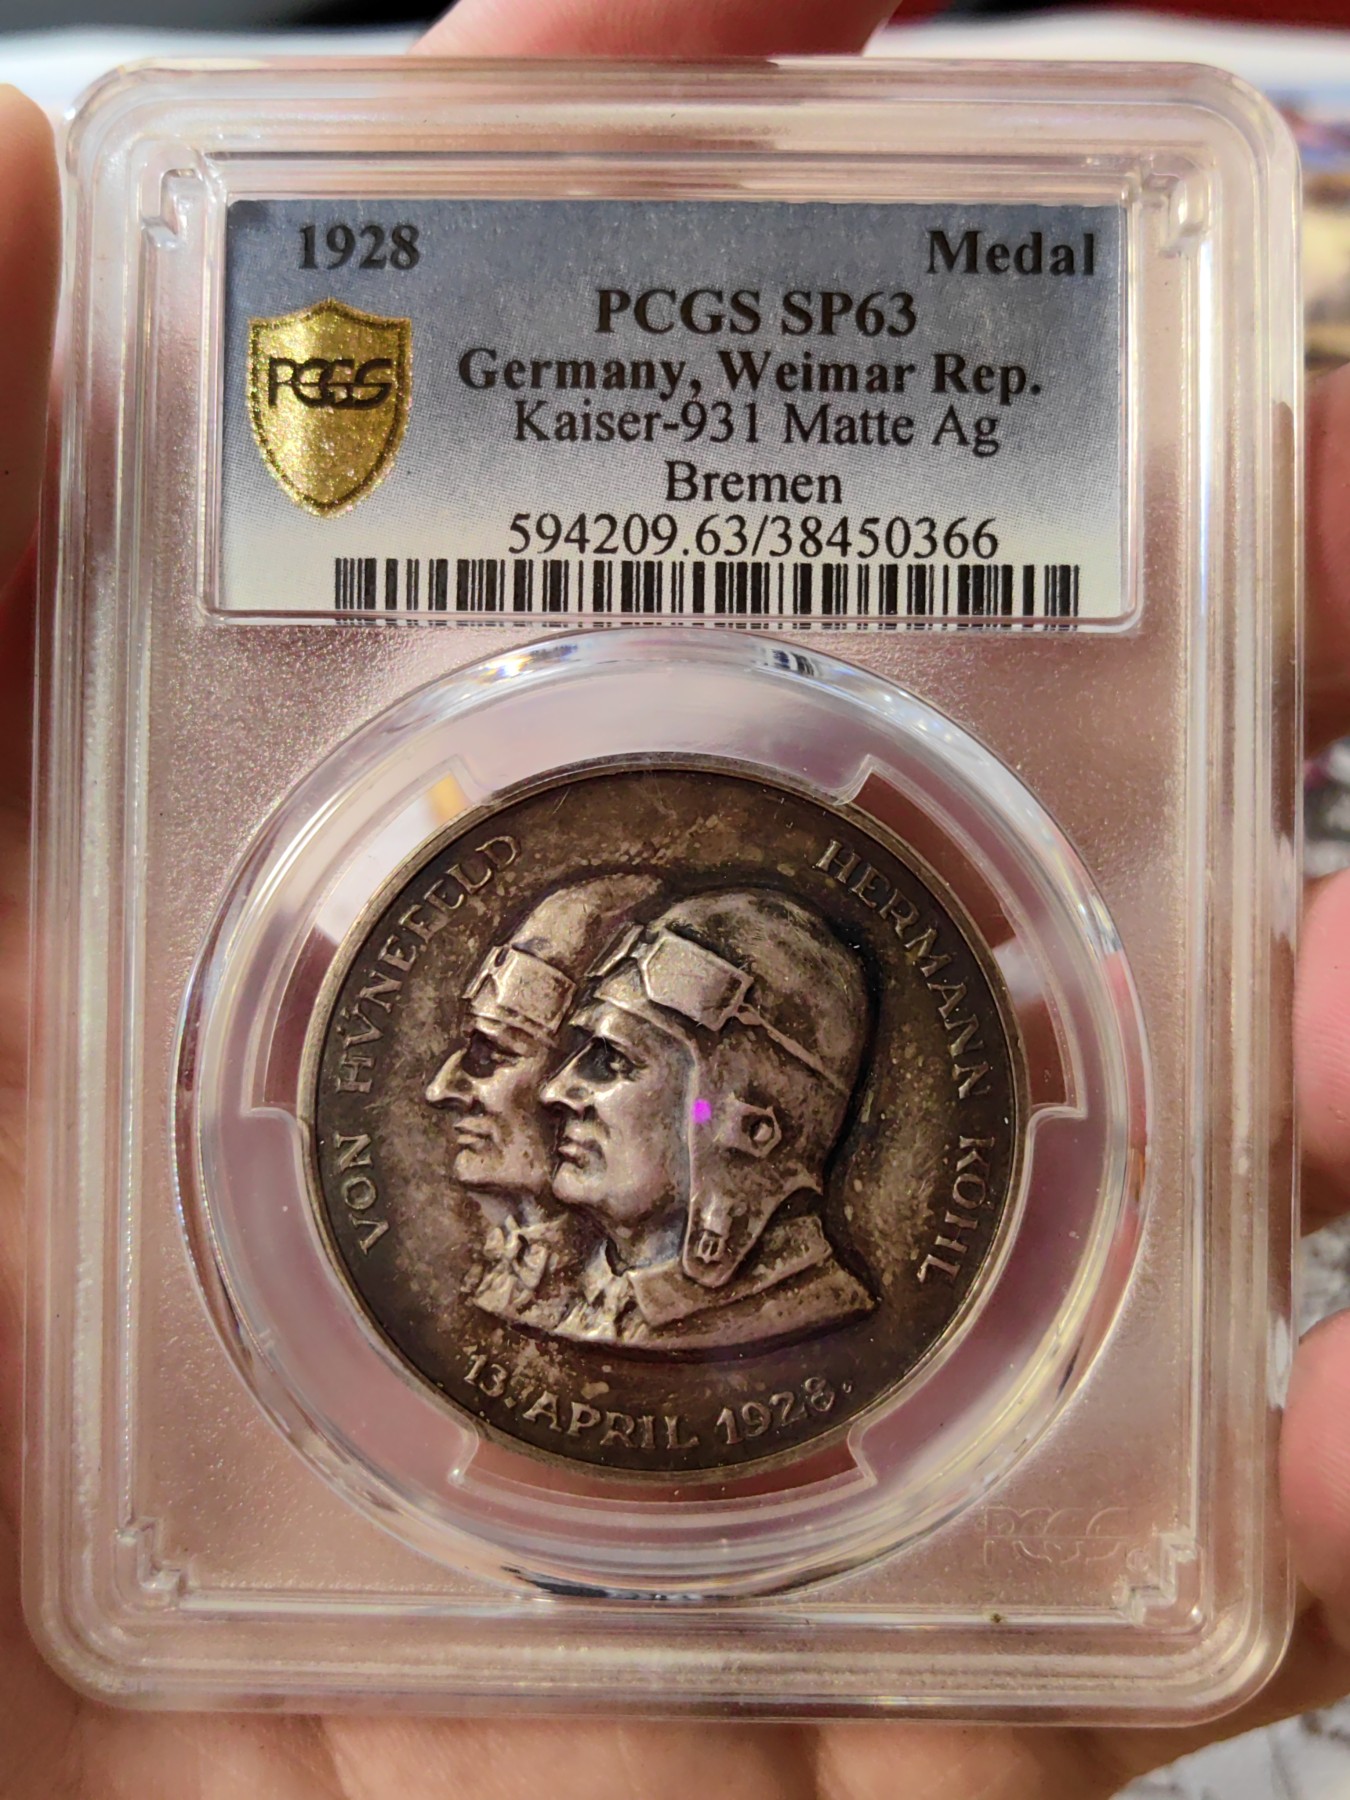 1928
Medal
PCGS SP63
PCGS
Germany, Weimar Rep.
Kaiser-931 Matte Ag
Bremen
594209.63/38450366
VON HVNEFELD
HERMANN KÖHL
13. APRIL 1928.
PCGS